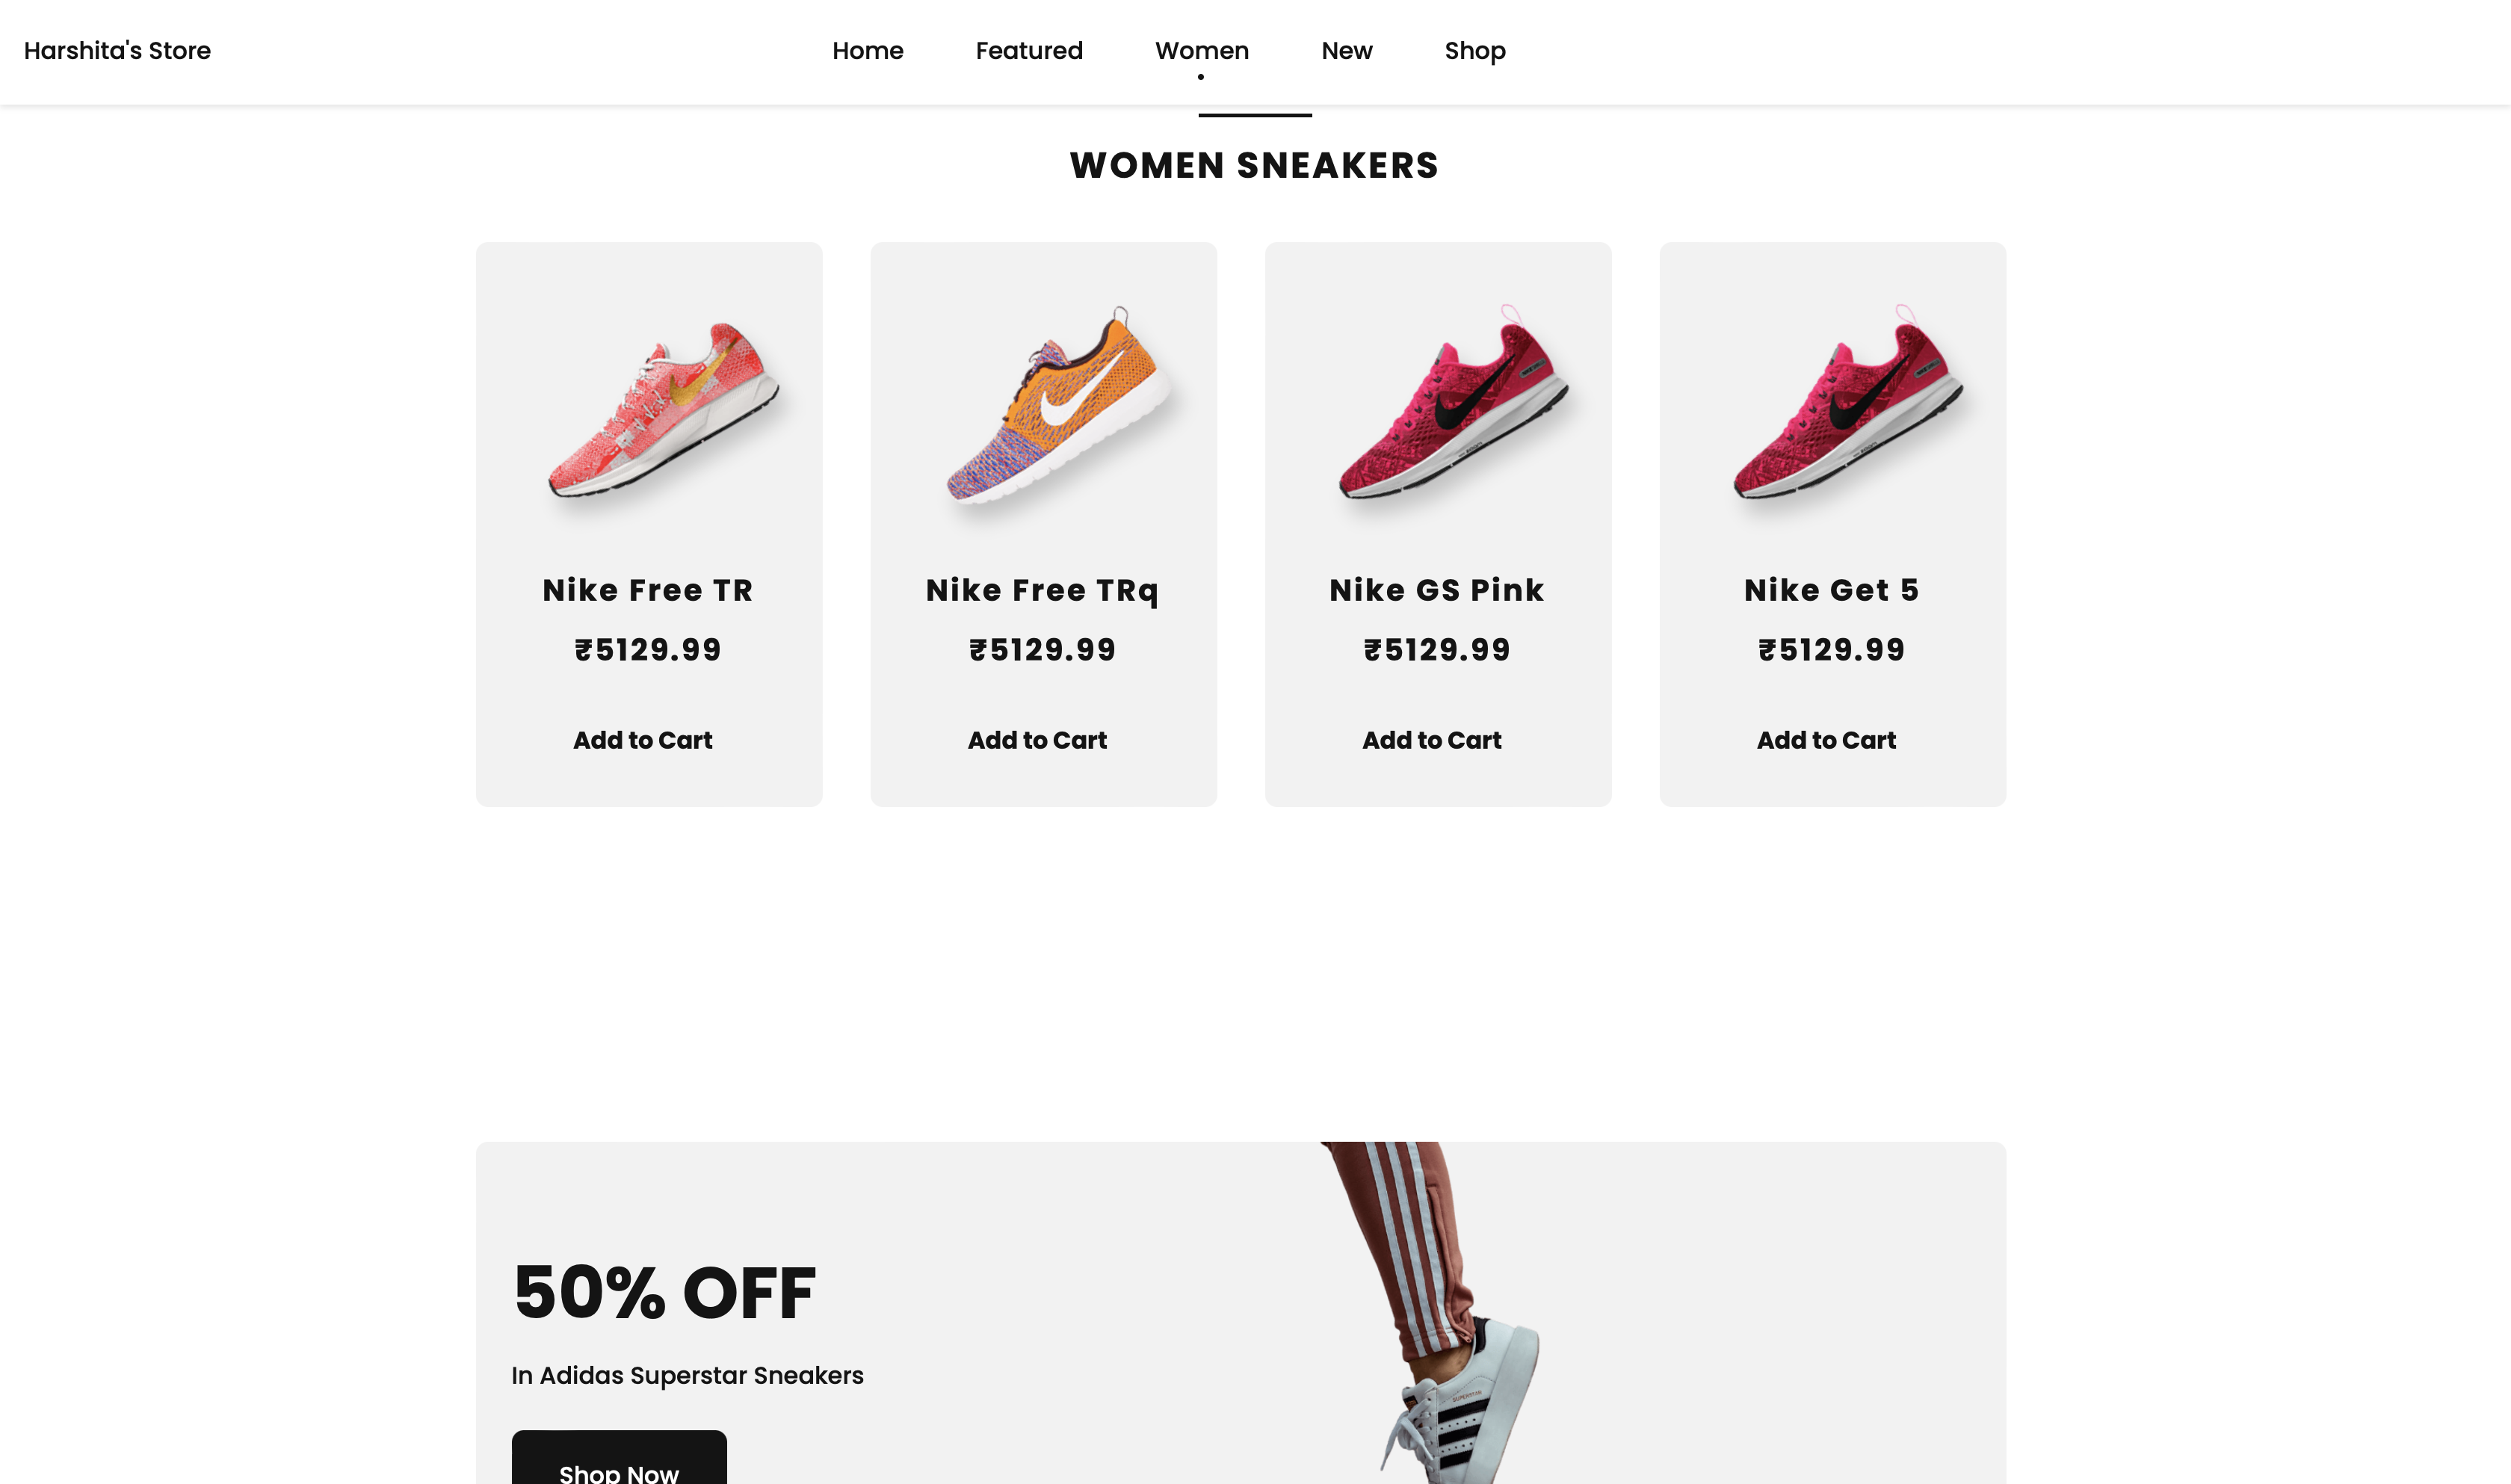 Harshita's Store
Home
Featured
Women
New
Shop
WOMEN SNEAKERS
Nike Free TR
₹5129.99
Add to Cart
Nike Free TRq
₹5129.99
Add to Cart
Nike GS Pink
₹5129.99
Add to Cart
Nike Get 5
₹5129.99
Add to Cart
50% OFF
In Adidas Superstar Sneakers
SUPERSTAR
Shop Now